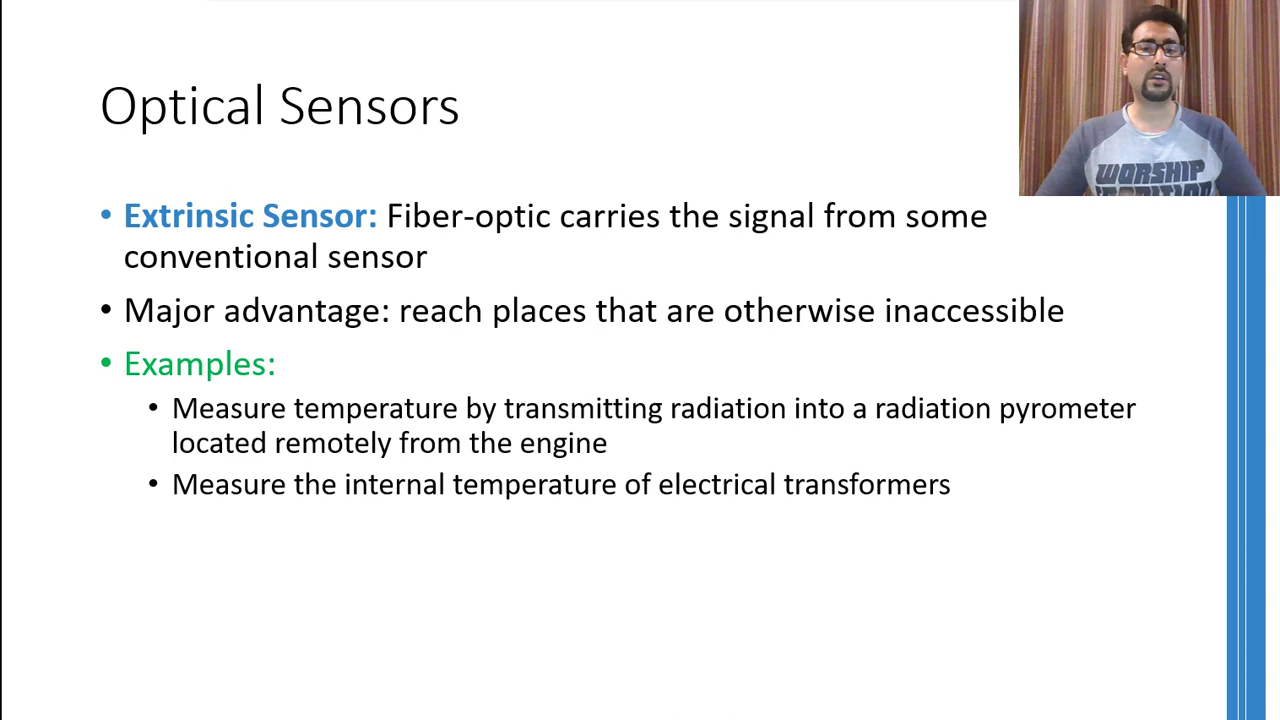 Optical Sensors
• Extrinsic Sensor: Fiber-optic carries the signal from some
conventional sensor
• Major advantage: reach places that are otherwise inaccessible
• Examples:
• Measure temperature by transmitting radiation into a radiation pyrometer
located remotely from the engine
• Measure the internal temperature of electrical transformers
WORSHIP